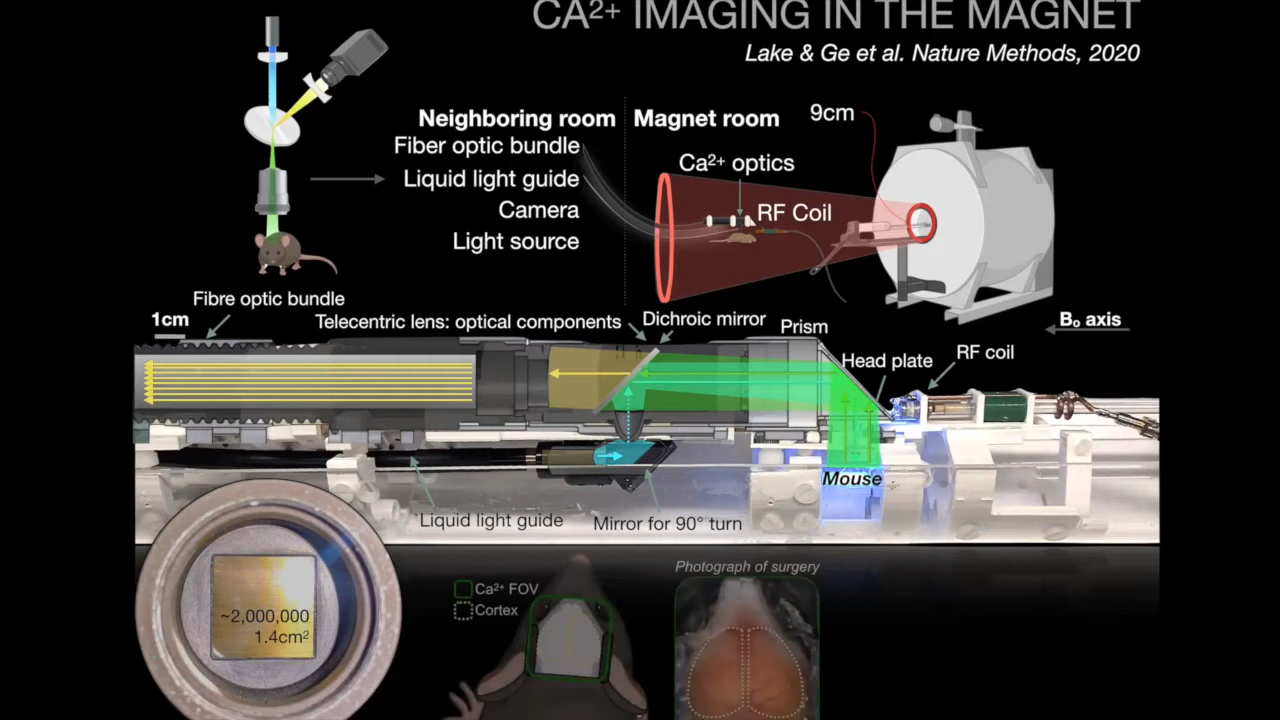 CA²⁺ IMAGING IN THE MAGNET
Lake & Ge et al. Nature Methods, 2020
Neighboring room
Magnet room
9cm
Fiber optic bundle
Liquid light guide
Camera
Light source
Ca²⁺ optics
RF Coil
Fibre optic bundle
1cm
Telecentric lens: optical components
Dichroic mirror
Prism
B₀ axis
Head plate
RF coil
Mouse
Liquid light guide
Mirror for 90° turn
~2,000,000
1.4cm²
Ca²⁺ FOV
Cortex
Photograph of surgery